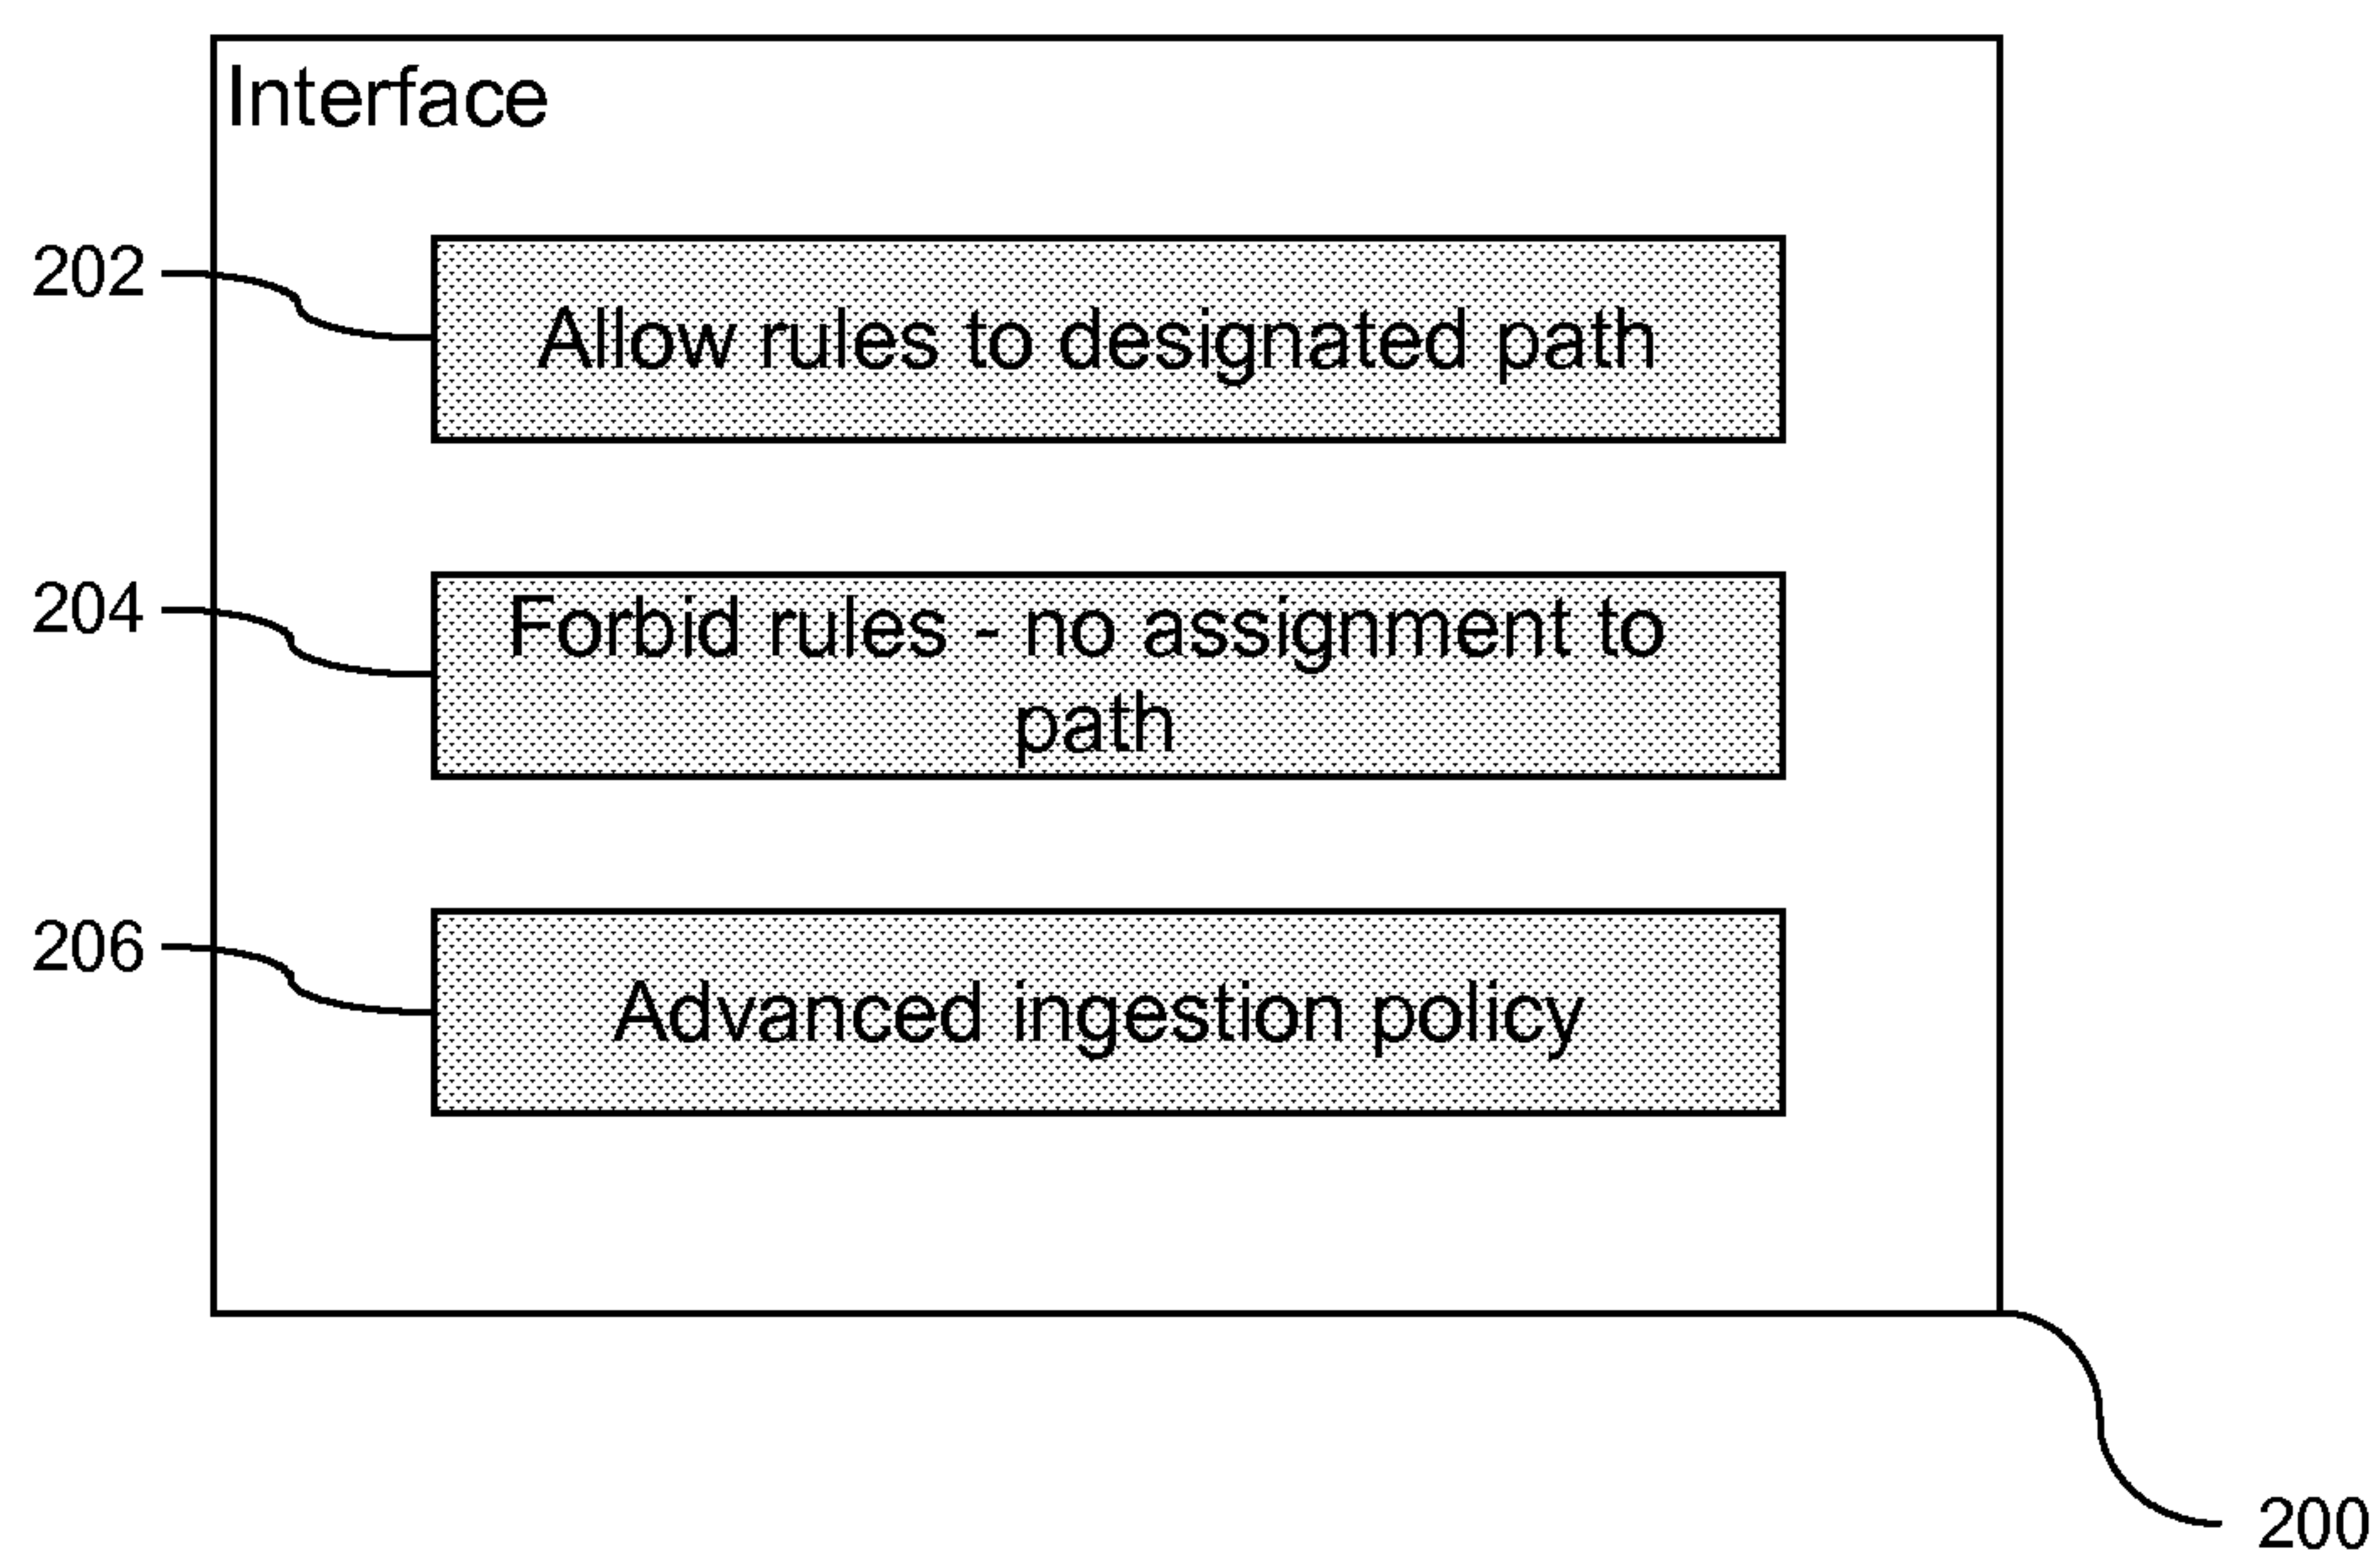 Interface
202
Allow rules to designated path
204
Forbid rules - no assignment to
path
206
Advanced ingestion policy
200